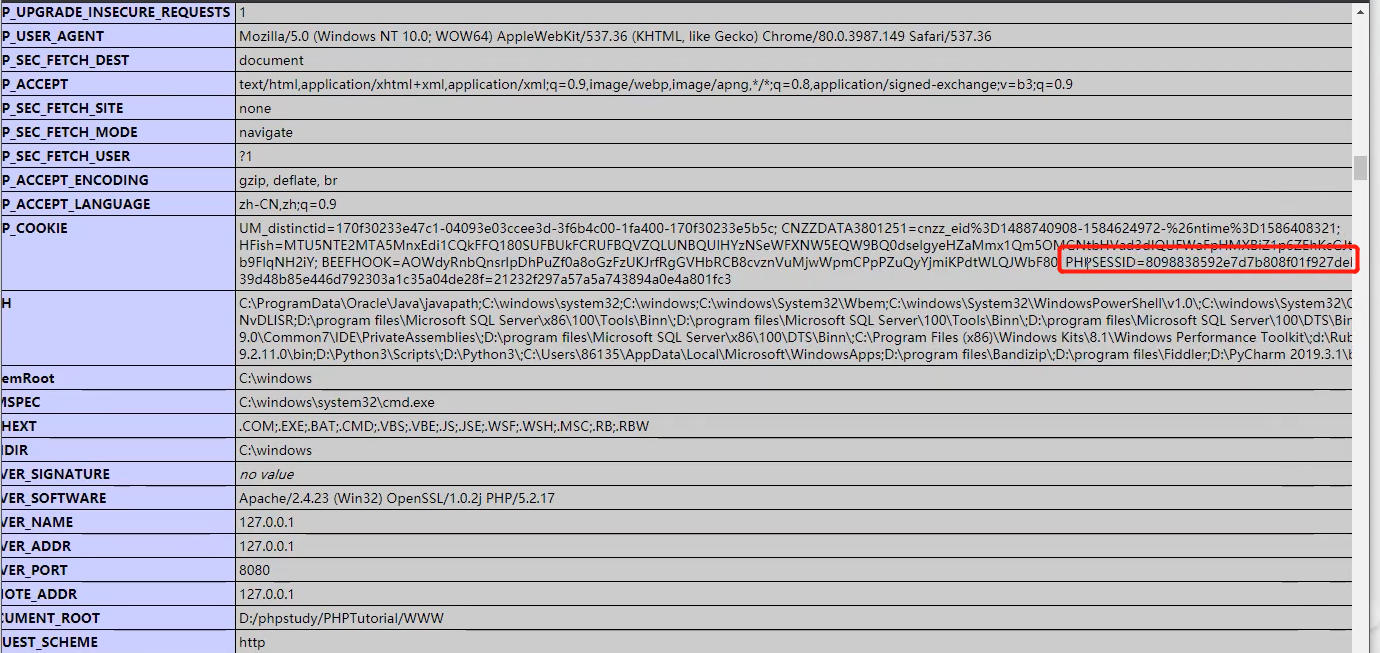 P_UPGRADE_INSECURE_REQUESTS 1
P_USER_AGENT Mozilla/5.0 (Windows NT 10.0; WOW64) AppleWebKit/537.36 (KHTML, like Gecko) Chrome/80.0.3987.149 Safari/537.36
P_SEC_FETCH_DEST document
P_ACCEPT text/html,application/xhtml+xml,application/xml;q=0.9,image/webp,image/apng,*/*;q=0.8,application/signed-exchange;v=b3;q=0.9
P_SEC_FETCH_SITE none
P_SEC_FETCH_MODE navigate
P_SEC_FETCH_USER ?1
P_ACCEPT_ENCODING gzip, deflate, br
P_ACCEPT_LANGUAGE zh-CN,zh;q=0.9
P_COOKIE UM_distinctid=170f30233e47c1-04093e03ccee3d-3f6b4c00-1fa400-170f30233e5b5c; CNZZDATA3801251=cnzz_eid%3D1488740908-1584624972-%26ntime%3D1586408321;
b9FlqNH2iY; BEEFHOOK=AOWdyRnbQnsrIpDhPuZf0a8oGzFzUKJrfRgGVHbRCB8cvznVuMjwWpmCPpPZuQyYjmiKPdtWLQJWbF80 PHPSESSID=8098838592e7d7b808f01f927de
39d48b85e446d792303a1c35a04de28f=21232f297a57a5a743894a0e4a801fc3
H C:\ProgramData\Oracle\Java\javapath;C:\windows\system32;C:\windows;C:\windows\System32\Wbem;C:\windows\System32\WindowsPowerShell\v1.0\;C:\windows\System32\
NvDLISR;D:\program files\Microsoft SQL Server\x86\100\Tools\Binn\;D:\program files\Microsoft SQL Server\100\Tools\Binn\;D:\program files\Microsoft SQL Server\100\DTS\Bin
9.0\Common7\IDE\PrivateAssemblies\;D:\program files\Microsoft SQL Server\x86\100\DTS\Binn\;C:\Program Files (x86)\Windows Kits\8.1\Windows Performance Toolkit\;d:\Rub
9.2.11.0\bin;D:\Python3\Scripts\;D:\Python3\;C:\Users\86135\AppData\Local\Microsoft\WindowsApps;D:\program files\Bandizip\;D:\program files\Fiddler;D:\PyCharm 2019.3.1\b
emRoot C:\windows
MSPEC C:\windows\system32\cmd.exe
HEXT .COM;.EXE;.BAT;.CMD;.VBS;.VBE;.JS;.JSE;.WSF;.WSH;.MSC;.RB;.RBW
DIR C:\windows
VER_SIGNATURE no value
VER_SOFTWARE Apache/2.4.23 (Win32) OpenSSL/1.0.2j PHP/5.2.17
VER_NAME 127.0.0.1
VER_ADDR 127.0.0.1
VER_PORT 8080
OTE_ADDR 127.0.0.1
CUMENT_ROOT D:/phpstudy/PHPTutorial/WWW
UEST_SCHEME http